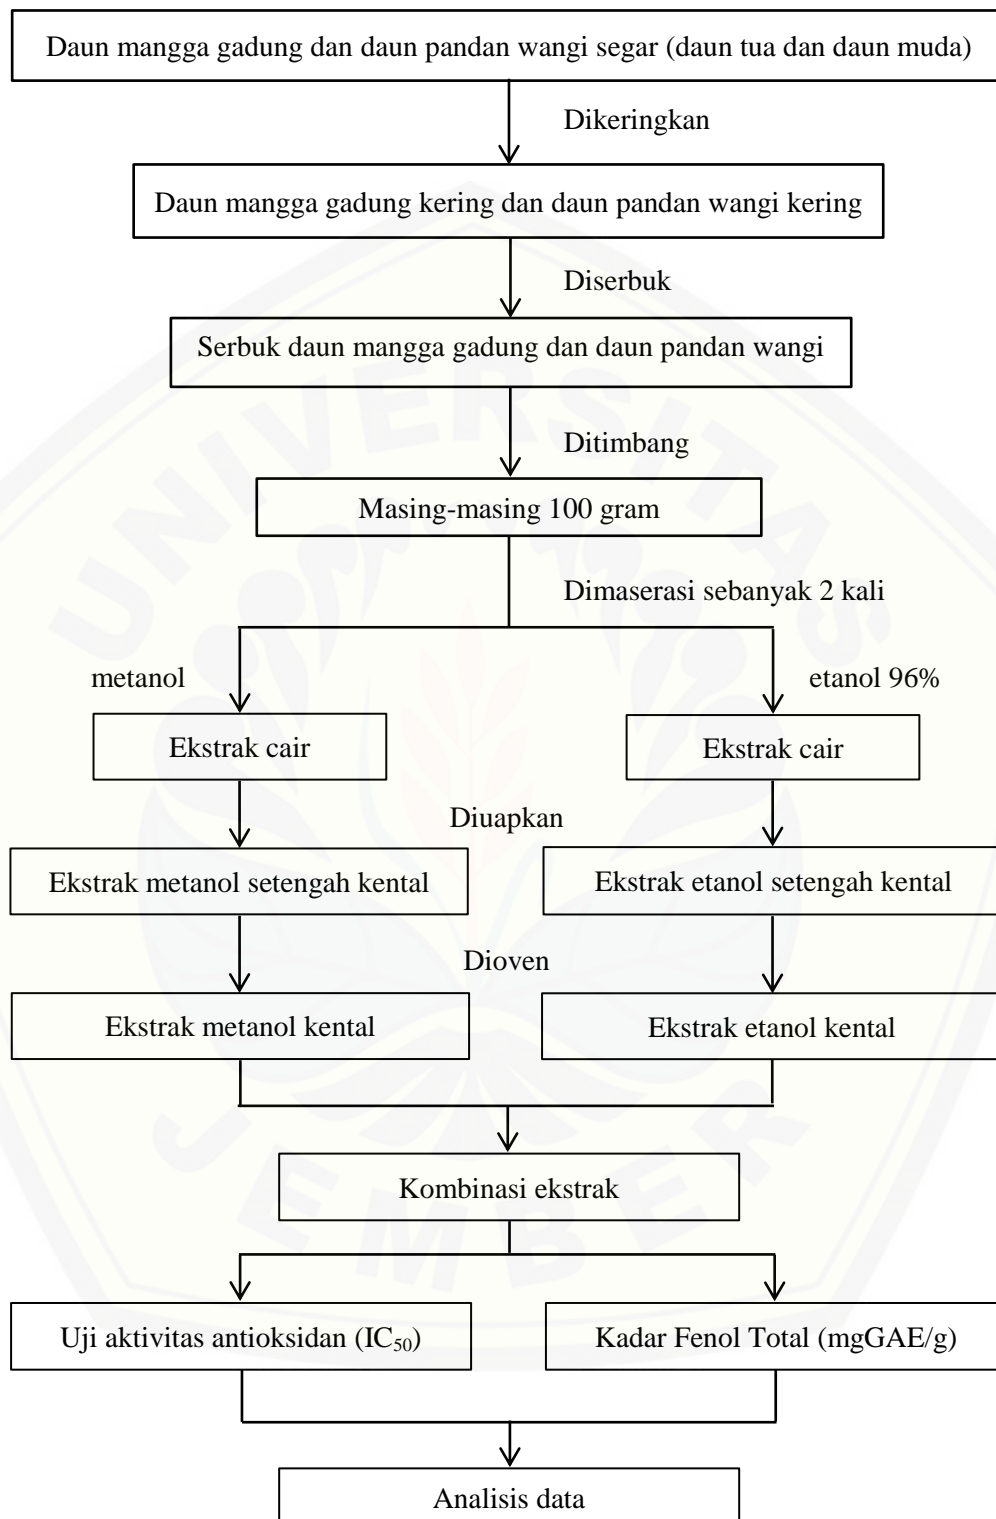 Daun mangga gadung dan daun pandan wangi segar (daun tua dan daun muda)
Dikeringkan
Daun mangga gadung kering dan daun pandan wangi kering
Diserbuk
Serbuk daun mangga gadung dan daun pandan wangi
Ditimbang
Masing-masing 100 gram
Dimaserasi sebanyak 2 kali
metanol
etanol 96%
Ekstrak cair
Ekstrak cair
Diuapkan
Ekstrak metanol setengah kental
Ekstrak etanol setengah kental
Dioven
Ekstrak metanol kental
Ekstrak etanol kental
Kombinasi ekstrak
Uji aktivitas antioksidan (IC₅₀)
Kadar Fenol Total (mgGAE/g)
Analisis data
UNIVERSITAS
JEMBER